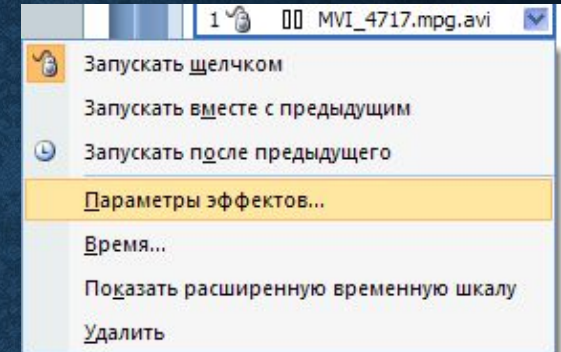 1 MVI_4717.mpg.avi
Запускать щелчком
Запускать вместе с предыдущим
Запускать после предыдущего
Параметры эффектов...
Время...
Показать расширенную временную шкалу
Удалить